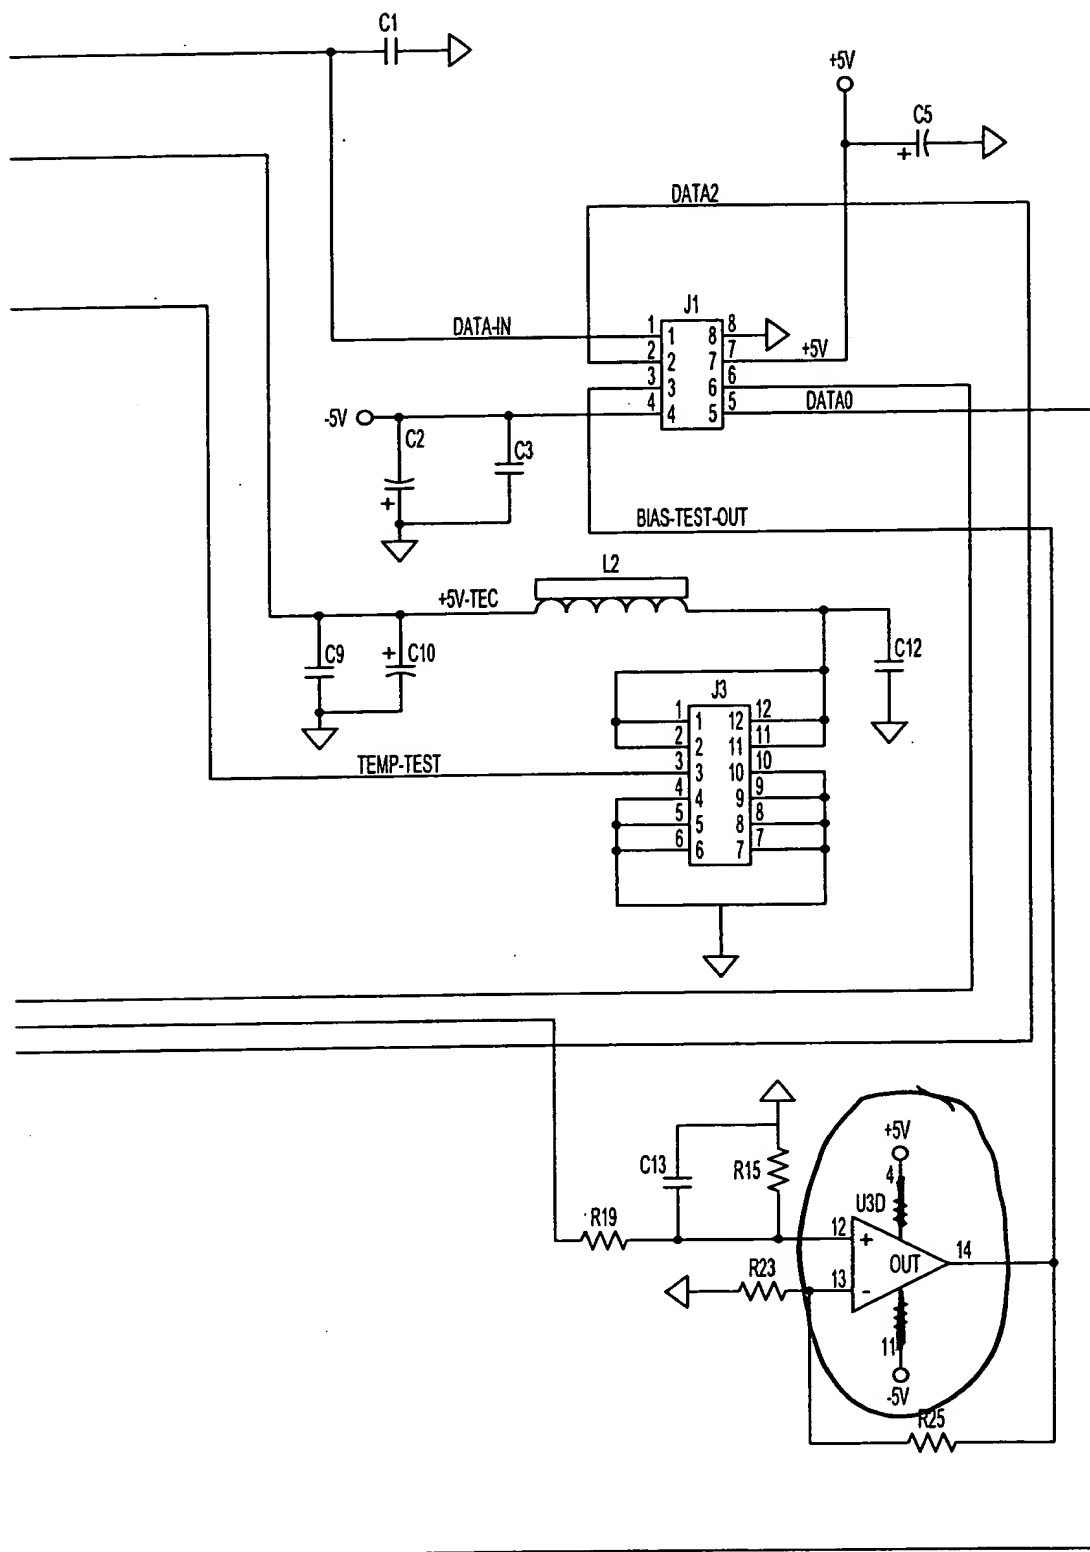 C1
+5V
C5
+
DATA2
J1
DATA-IN
1 1 8 8
2 2 7 7 +5V
3 3 6 6
4 4 5 5 DATA0
-5V
C2
C3
+
BIAS-TEST-OUT
L2
+5V-TEC
C9
+ C10
C12
J3
1 1 12 12
2 2 11 11
TEMP-TEST
3 3 10 10
4 4 9 9
5 5 8 8
6 6 7 7
+5V
C13
R15
4
U3D
R19
12 +
OUT
14
R23
13 -
11
-5V
R25